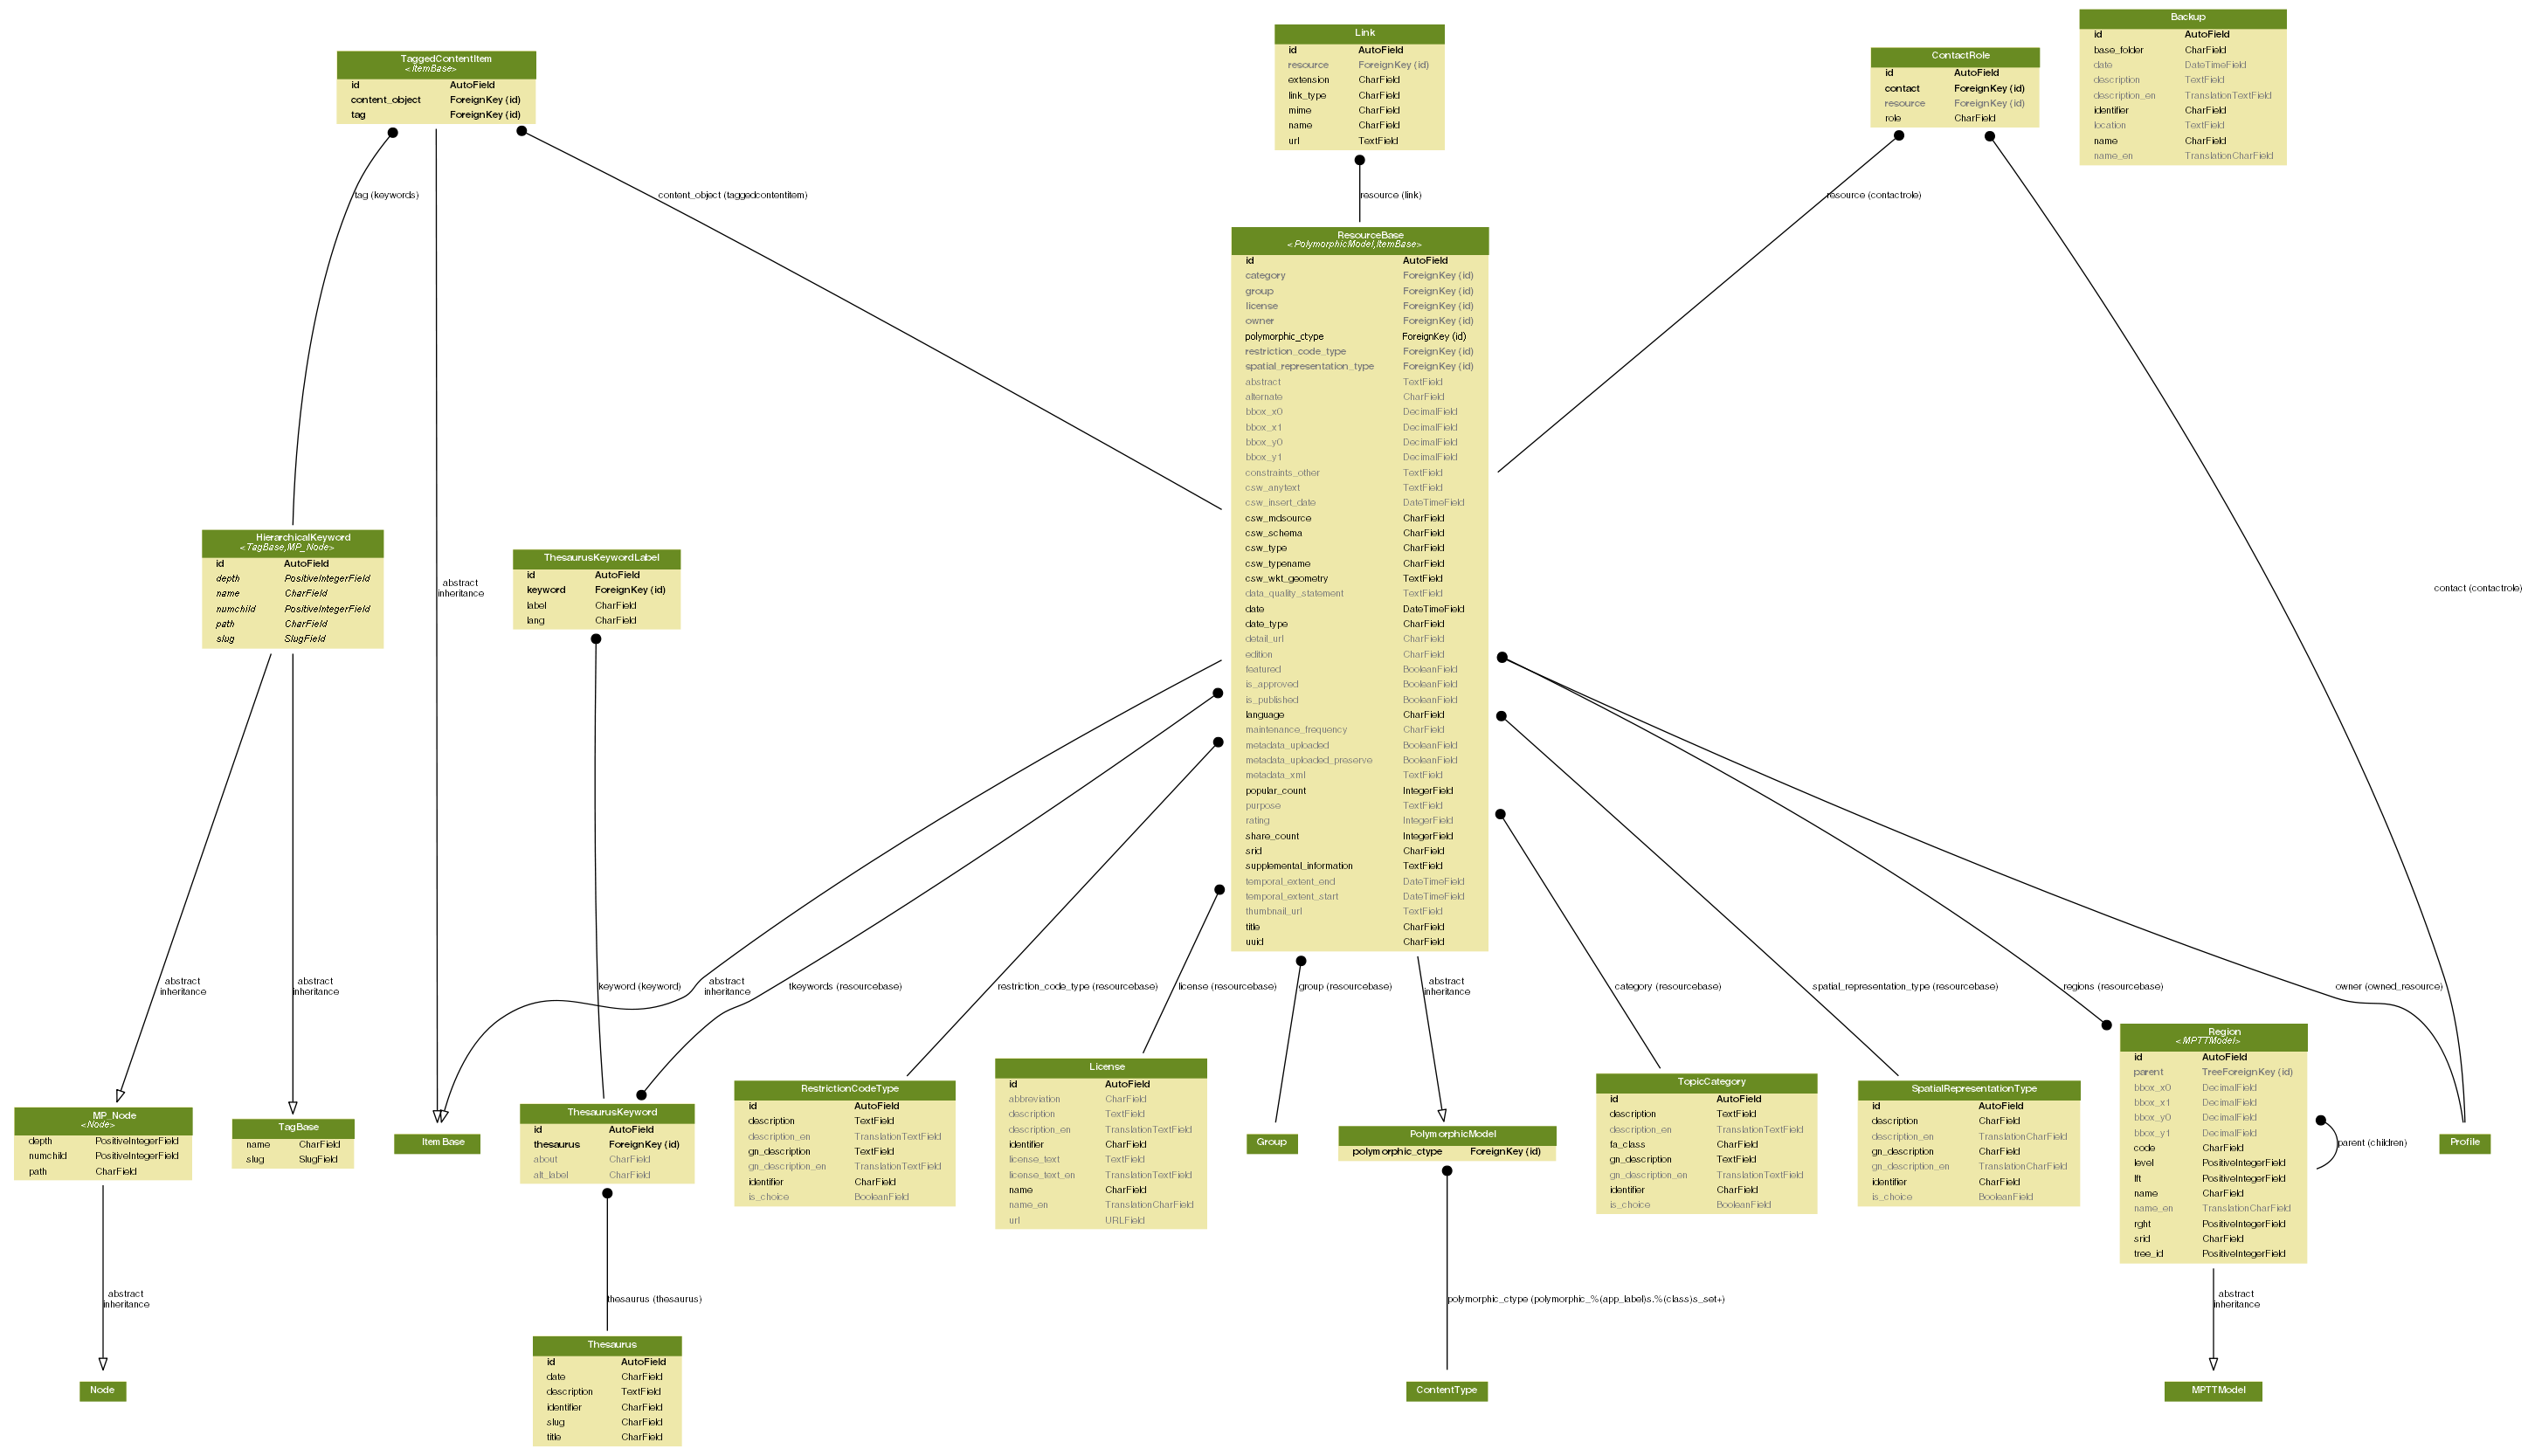 TaggedContentItem
<ItemBase>
id AutoField
content_object ForeignKey (id)
tag ForeignKey (id)
Link
id AutoField
resource ForeignKey (id)
extension CharField
link_type CharField
mime CharField
name CharField
url TextField
ContactRole
id AutoField
contact ForeignKey (id)
resource ForeignKey (id)
role CharField
Backup
id AutoField
base_folder CharField
date DateTimeField
description TextField
description_en TranslationTextField
identifier CharField
location TextField
name CharField
name_en TranslationCharField
tag (keywords)
content_object (taggedcontentitem)
resource (link)
resource (contactrole)
ResourceBase
<PolymorphicModel,ItemBase>
id AutoField
category ForeignKey (id)
group ForeignKey (id)
license ForeignKey (id)
owner ForeignKey (id)
polymorphic_ctype ForeignKey (id)
restriction_code_type ForeignKey (id)
spatial_representation_type ForeignKey (id)
abstract TextField
alternate CharField
bbox_x0 DecimalField
bbox_x1 DecimalField
bbox_y0 DecimalField
bbox_y1 DecimalField
constraints_other TextField
csw_anytext TextField
csw_insert_date DateTimeField
csw_mdsource CharField
csw_schema CharField
csw_type CharField
csw_typename CharField
csw_wkt_geometry TextField
data_quality_statement TextField
date DateTimeField
date_type CharField
detail_url CharField
edition CharField
featured BooleanField
is_approved BooleanField
is_published BooleanField
language CharField
maintenance_frequency CharField
metadata_uploaded BooleanField
metadata_uploaded_preserve BooleanField
metadata_xml TextField
popular_count IntegerField
purpose TextField
rating IntegerField
share_count IntegerField
srid CharField
supplemental_information TextField
temporal_extent_end DateTimeField
temporal_extent_start DateTimeField
thumbnail_url TextField
title CharField
uuid CharField
HierarchicalKeyword
<TagBase,MP_Node>
id AutoField
depth PositiveIntegerField
name CharField
numchild PositiveIntegerField
path CharField
slug SlugField
abstract
inheritance
ThesaurusKeywordLabel
id AutoField
keyword ForeignKey (id)
label CharField
lang CharField
contact (contactrole)
abstract
inheritance
abstract
inheritance
keyword (keyword)
abstract
inheritance
tkeywords (resourcebase)
restriction_code_type (resourcebase)
license (resourcebase)
group (resourcebase)
abstract
inheritance
category (resourcebase)
spatial_representation_type (resourcebase)
regions (resourcebase)
owner (owned_resource)
MP_Node
<Node>
depth PositiveIntegerField
numchild PositiveIntegerField
path CharField
TagBase
name CharField
slug SlugField
ItemBase
ThesaurusKeyword
id AutoField
thesaurus ForeignKey (id)
about CharField
alt_label CharField
RestrictionCodeType
id AutoField
description TextField
description_en TranslationTextField
gn_description TextField
gn_description_en TranslationTextField
identifier CharField
is_choice BooleanField
License
id AutoField
abbreviation CharField
description TextField
description_en TranslationTextField
identifier CharField
license_text TextField
license_text_en TranslationTextField
name CharField
name_en TranslationCharField
url URLField
Group
PolymorphicModel
polymorphic_ctype ForeignKey (id)
TopicCategory
id AutoField
description TextField
description_en TranslationTextField
fa_class CharField
gn_description TextField
gn_description_en TranslationTextField
identifier CharField
is_choice BooleanField
SpatialRepresentationType
id AutoField
description CharField
description_en TranslationCharField
gn_description CharField
gn_description_en TranslationCharField
identifier CharField
is_choice BooleanField
Region
<MPTTModel>
id AutoField
parent TreeForeignKey (id)
bbox_x0 DecimalField
bbox_x1 DecimalField
bbox_y0 DecimalField
bbox_y1 DecimalField
code CharField
level PositiveIntegerField
lft PositiveIntegerField
name CharField
name_en TranslationCharField
rght PositiveIntegerField
srid CharField
tree_id PositiveIntegerField
parent (children)
Profile
abstract
inheritance
thesaurus (thesaurus)
polymorphic_ctype (polymorphic_%(app_label)s.%(class)s_set+)
abstract
inheritance
Node
Thesaurus
id AutoField
date CharField
description TextField
identifier CharField
slug CharField
title CharField
ContentType
MPTTModel